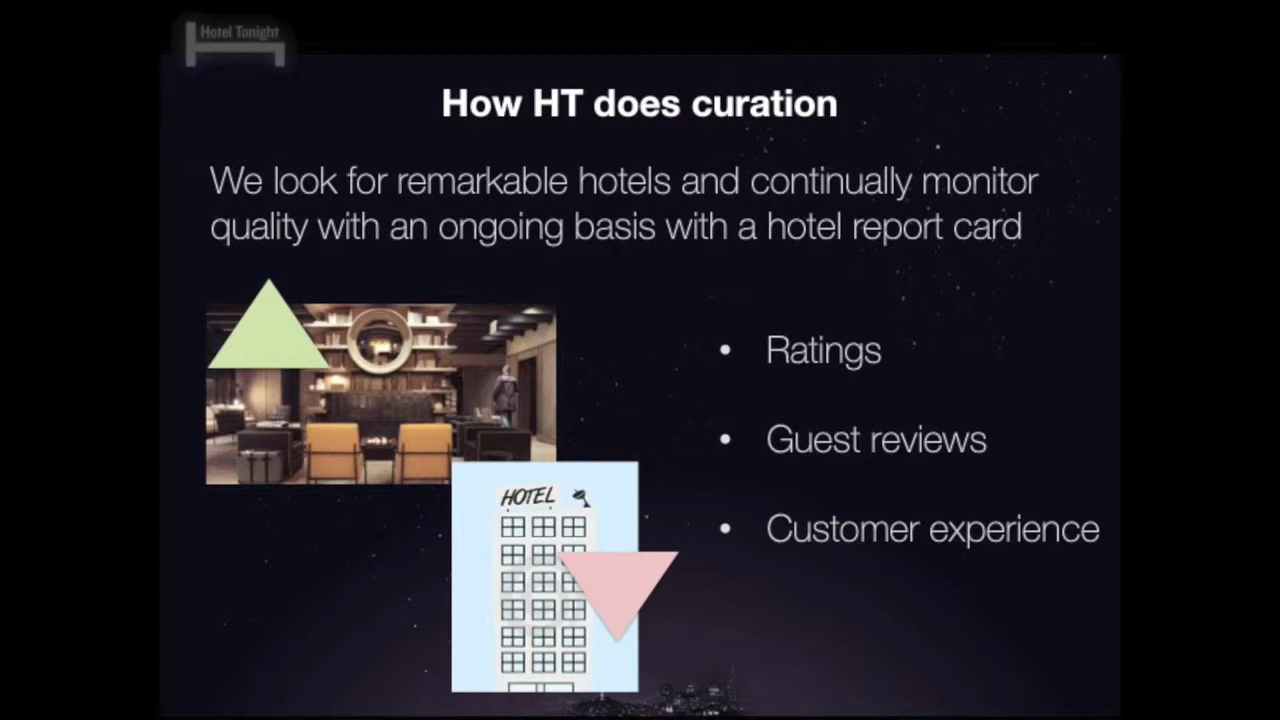 Hotel Tonight
How HT does curation
We look for remarkable hotels and continually monitor
quality with an ongoing basis with a hotel report card
• Ratings
• Guest reviews
• Customer experience
HOTEL